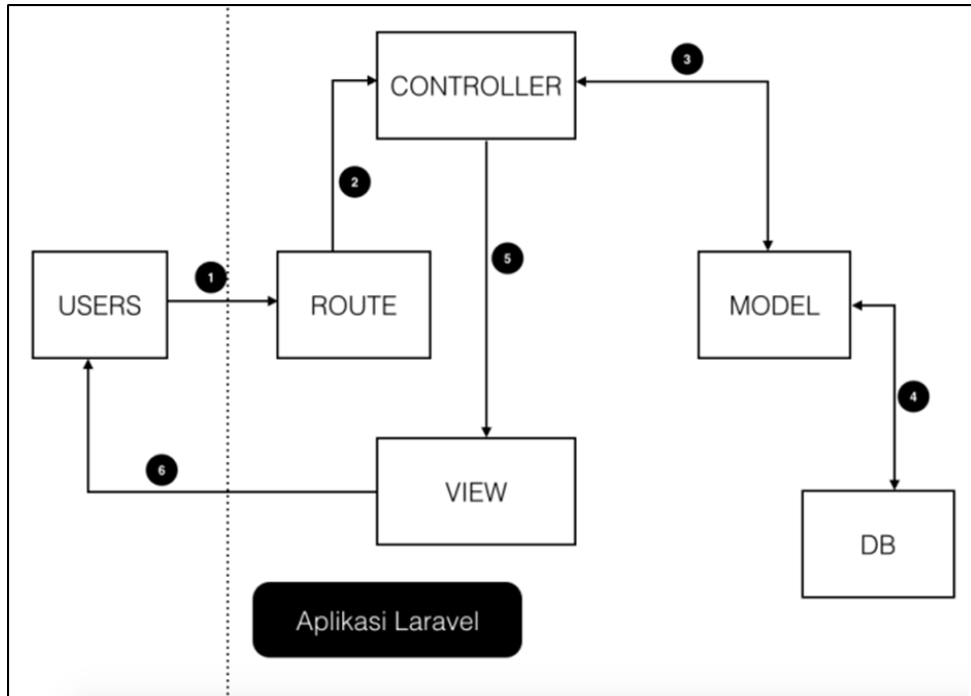 CONTROLLER
3
2
USERS
1
ROUTE
5
MODEL
4
6
VIEW
DB
Aplikasi Laravel